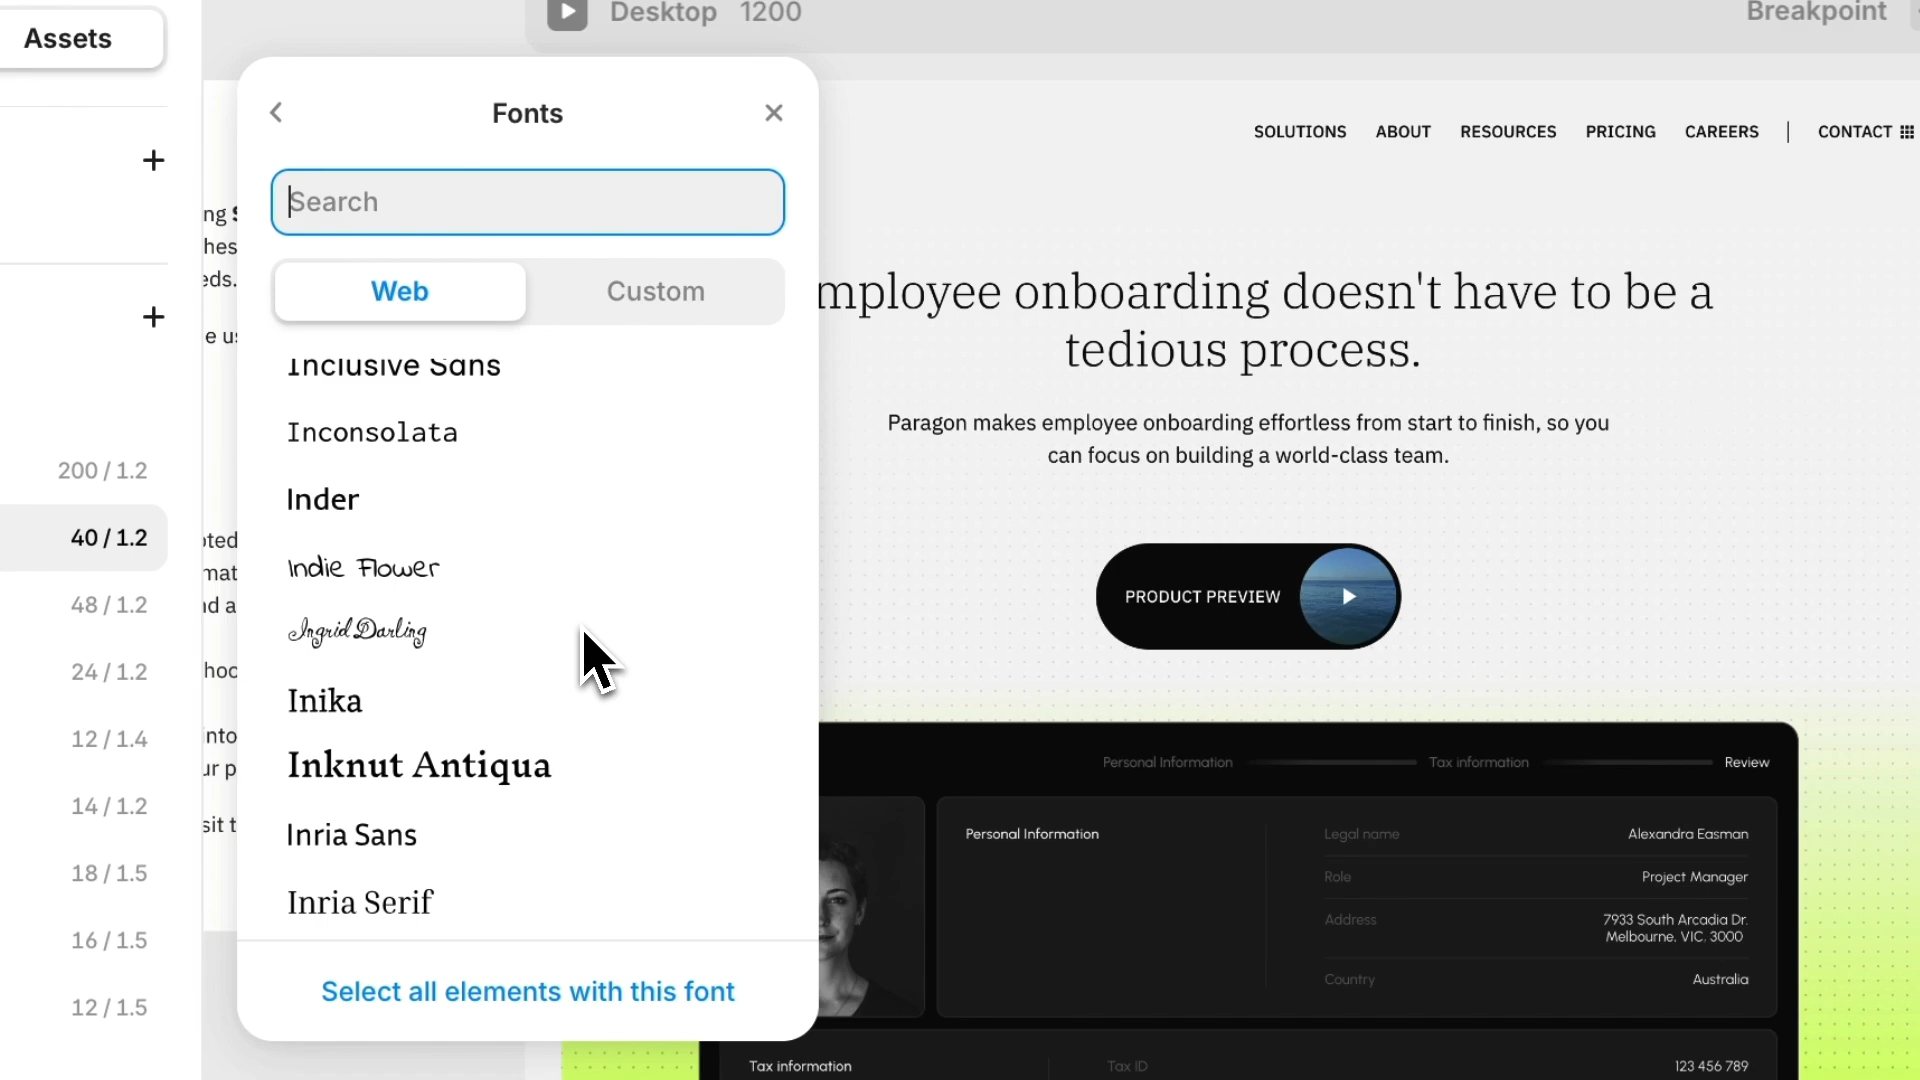 Assets
Desktop 1200
Breakpoint
Fonts
Search
Web
Custom
Inclusive Sans
Inconsolata
Inder
Indie Flower
Ingrid Darling
Inika
Inknut Antiqua
Inria Sans
Inria Serif
Select all elements with this font
200 / 1.2
40 / 1.2
48 / 1.2
24 / 1.2
12 / 1.4
14 / 1.2
18 / 1.5
16 / 1.5
12 / 1.5
SOLUTIONS ABOUT RESOURCES PRICING CAREERS | CONTACT
mployee onboarding doesn't have to be a
tedious process.
Paragon makes employee onboarding effortless from start to finish, so you
can focus on building a world-class team.
PRODUCT PREVIEW
Personal Information
Tax information
Review
Personal Information
Legal name
Alexandra Easman
Role
Project Manager
Address
7933 South Arcadia Dr.
Melbourne. VIC. 3000
Country
Australia
Tax information
Tax ID
123 456 789